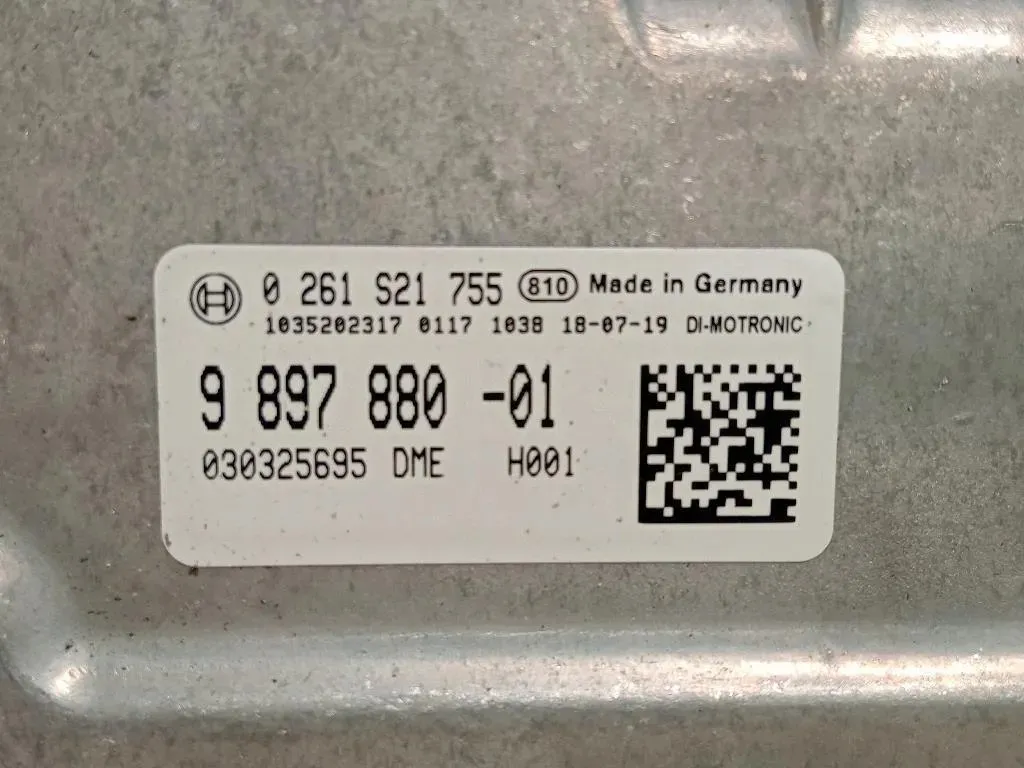 0 261 S21 755 810 Made in Germany
1035202317 0117 1038 18-07-19 DI-MOTRONIC
9 897 880 -01
030325695 DME H001